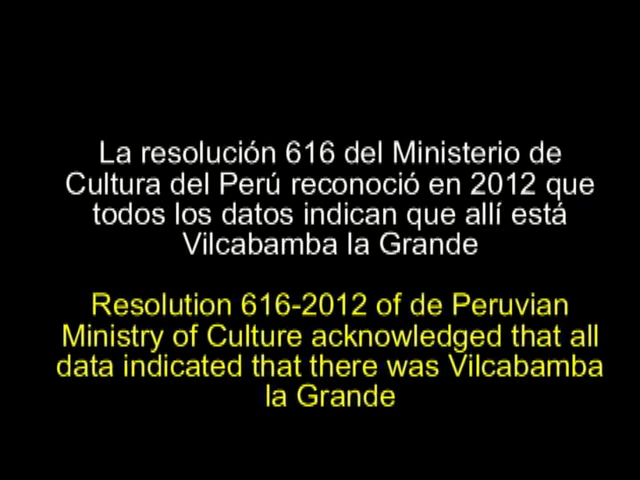 La resolución 616 del Ministerio de
Cultura del Perú reconoció en 2012 que
todos los datos indican que allí está
Vilcabamba la Grande
Resolution 616-2012 of de Peruvian
Ministry of Culture acknowledged that all
data indicated that there was Vilcabamba
la Grande